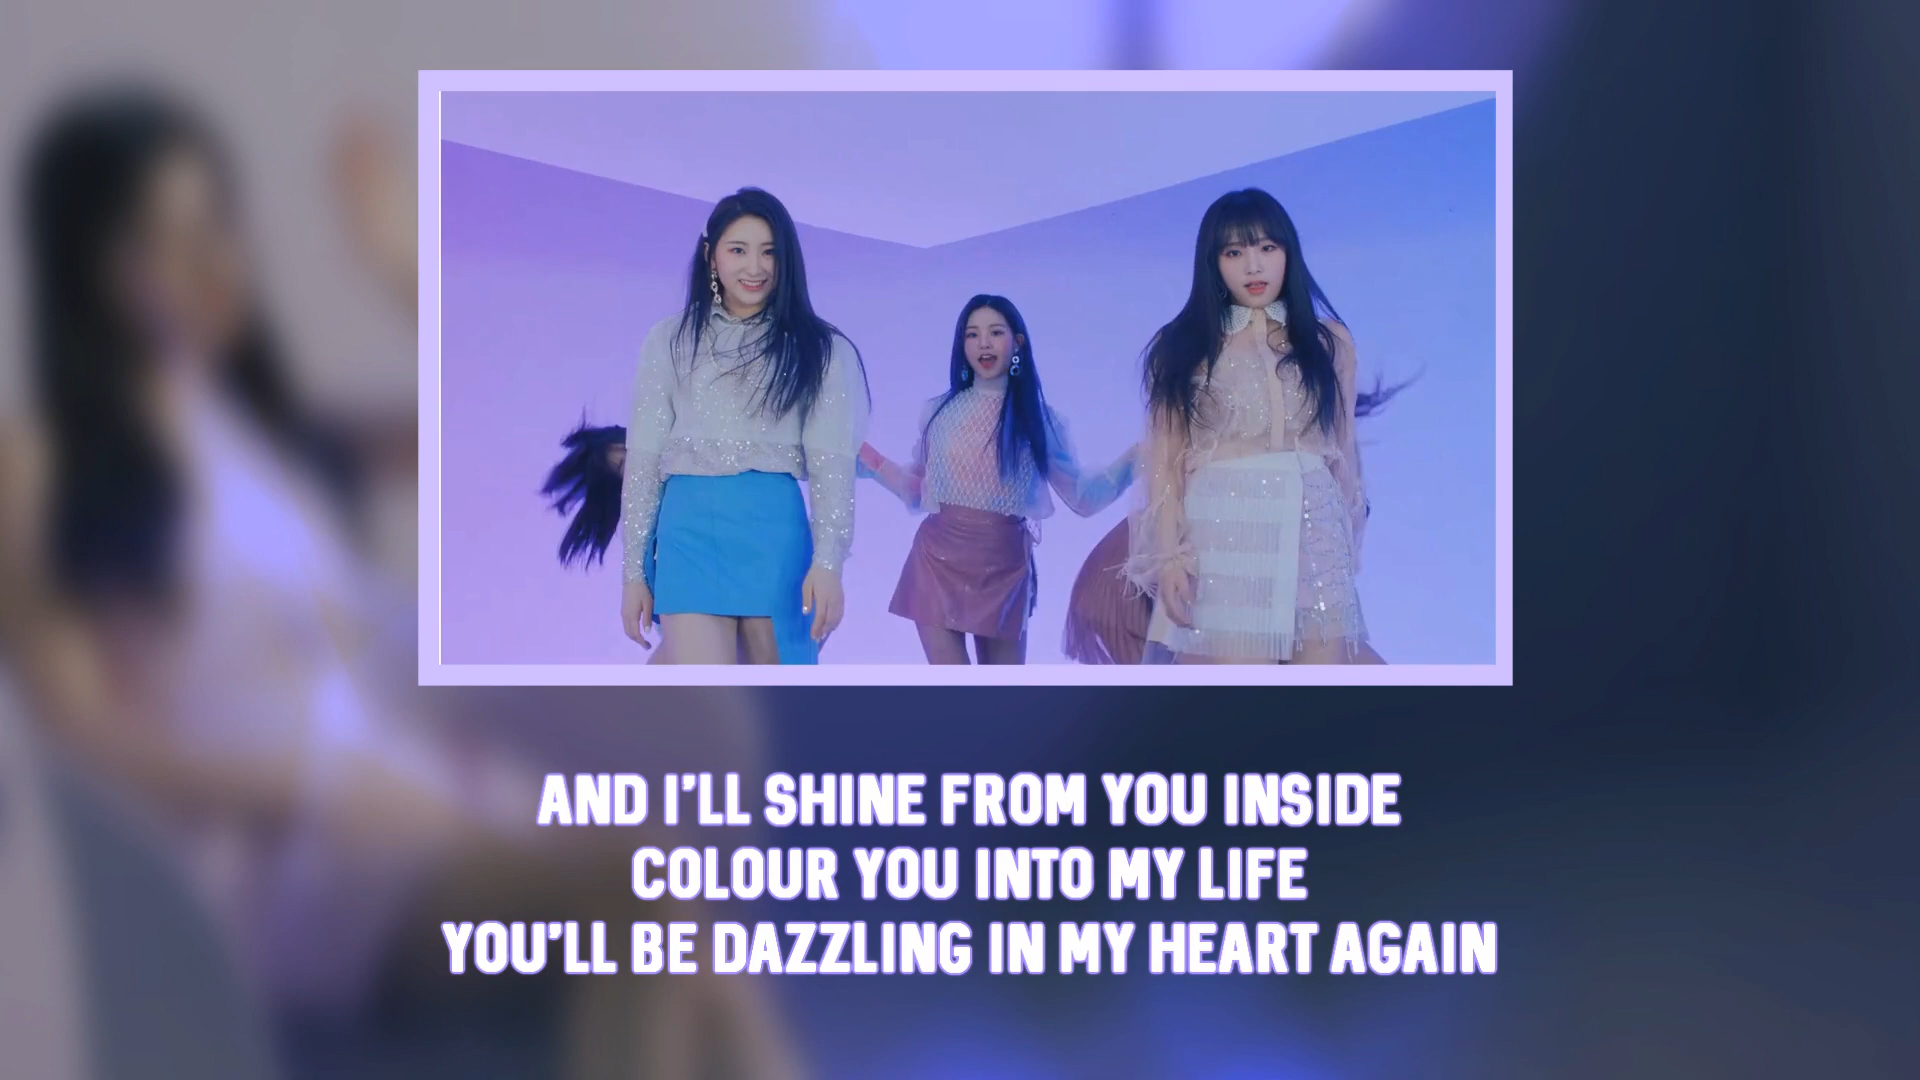 AND I'LL SHINE FROM YOU INSIDE
COLOUR YOU INTO MY LIFE
YOU'LL BE DAZZLING IN MY HEART AGAIN